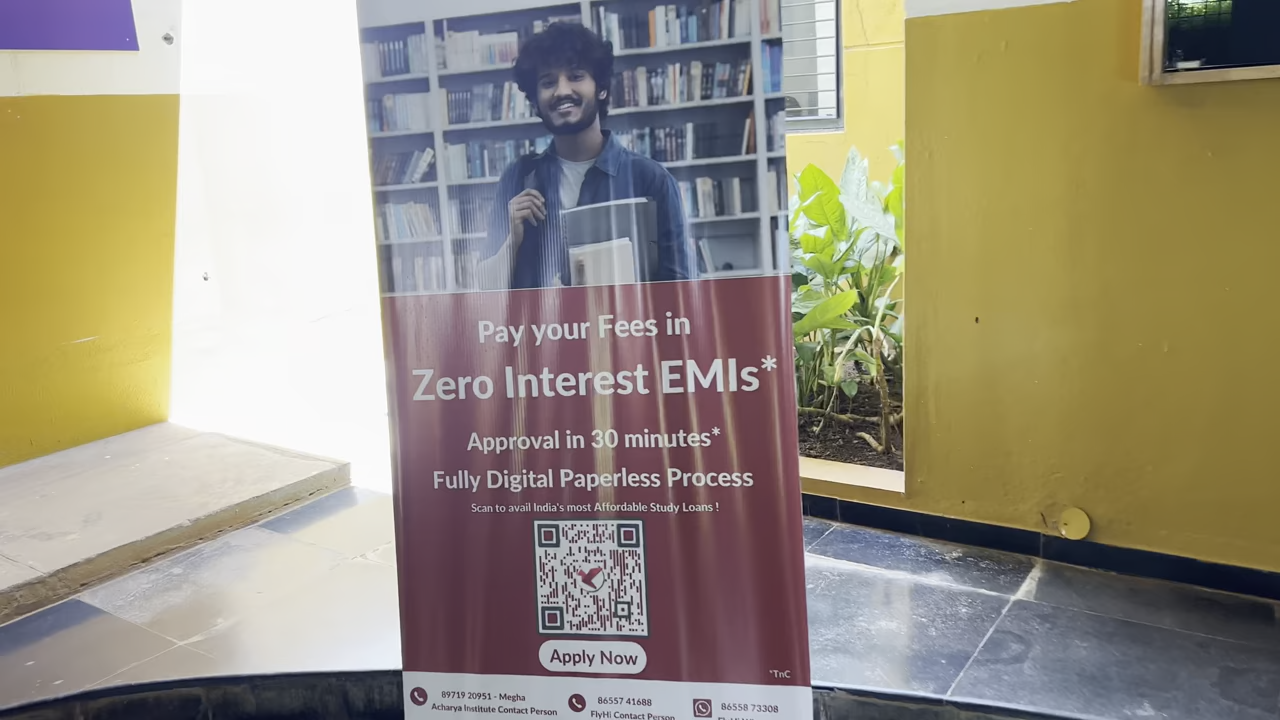 Pay your Fees in
Zero Interest EMIs*
Approval in 30 minutes*
Fully Digital Paperless Process
Scan to avail India's most Affordable Study Loans !
Apply Now
*TnC
89719 20951 - Megha
Acharya Institute Contact Person
86557 41688
FlyHi Contact Person
86558 73308